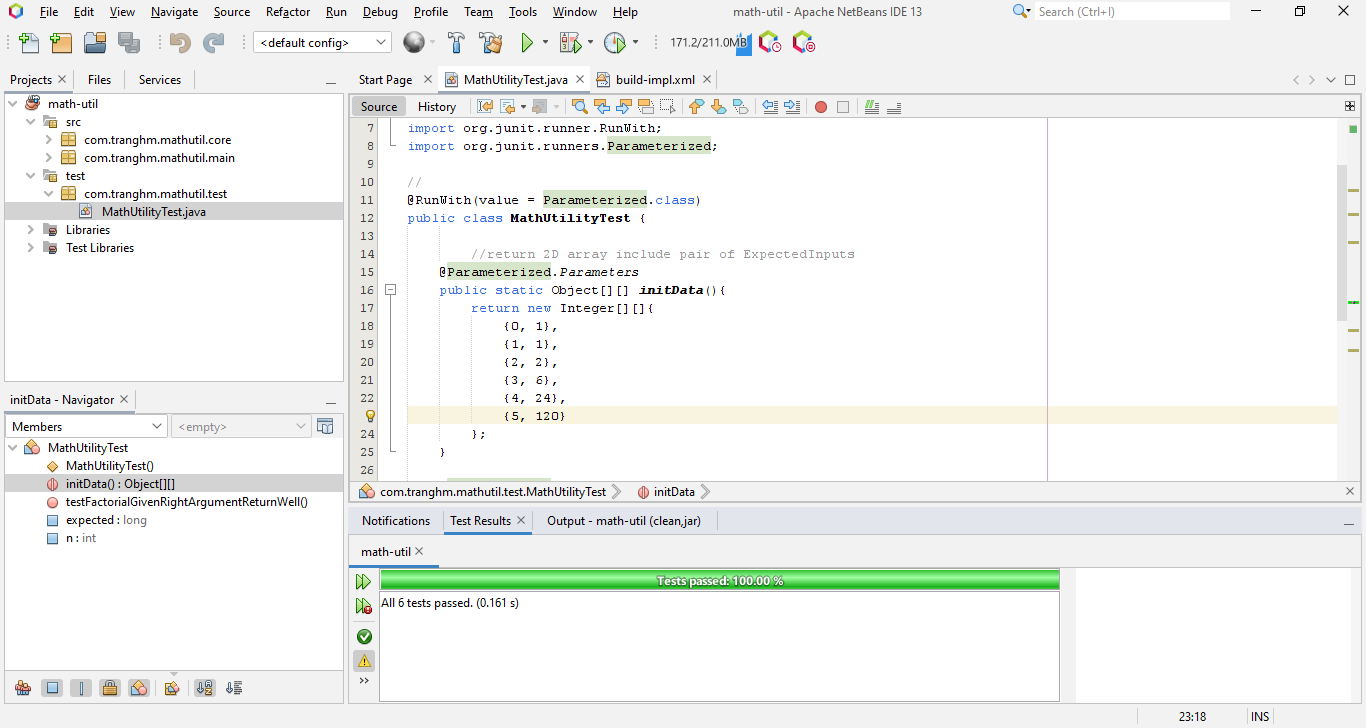 File Edit View Navigate Source Refactor Run Debug Profile Team Tools Window Help math-util - Apache NetBeans IDE 13 Search (Ctrl+I)
<default config> 171.2/211.0MB
Projects Files Services
math-util
src
com.tranghm.mathutil.core
com.tranghm.mathutil.main
test
com.tranghm.mathutil.test
MathUtilityTest.java
Libraries
Test Libraries
initData - Navigator
Members <empty>
MathUtilityTest
MathUtilityTest()
initData() : Object[][]
testFactorialGivenRightArgumentReturnWell()
expected : long
n : int
Start Page MathUtilityTest.java build-impl.xml
Source History
7 import org.junit.runner.RunWith;
8 import org.junit.runners.Parameterized;
9
10 //
11 @RunWith(value = Parameterized.class)
12 public class MathUtilityTest {
13
14 //return 2D array include pair of ExpectedInputs
15 @Parameterized.Parameters
16 public static Object[][] initData(){
17 return new Integer[][]{
18 {0, 1},
19 {1, 1},
20 {2, 2},
21 {3, 6},
22 {4, 24},
{5, 120}
24 };
25 }
26
com.tranghm.mathutil.test.MathUtilityTest initData
Notifications Test Results Output - math-util (clean,jar)
math-util
Tests passed: 100.00 %
All 6 tests passed. (0.161 s)
23:18 INS